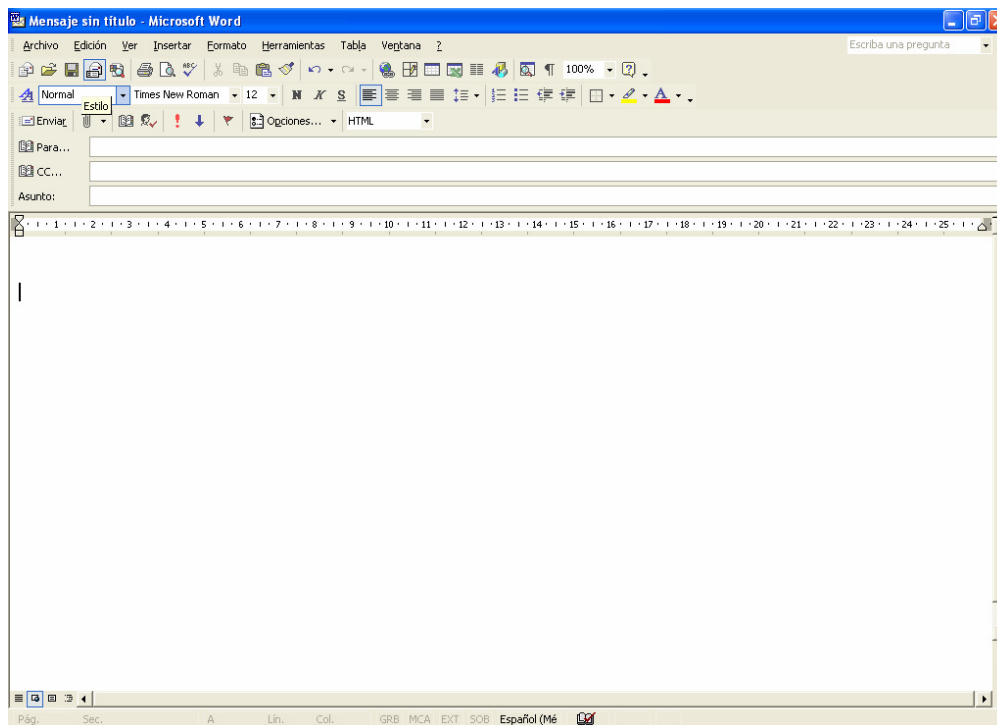 Mensaje sin título - Microsoft Word
Archivo Edición Ver Insertar Formato Herramientas Tabla Ventana ? Escriba una pregunta
100%
Normal Times New Roman 12 N K S
Estilo
Enviar Opciones... HTML
Para...
CC...
Asunto:
1 2 3 4 5 6 7 8 9 10 11 12 13 14 15 16 17 18 19 20 21 22 23 24 25
Pág. Sec. A Lín. Col. GRB MCA EXT SOB Español (Mé